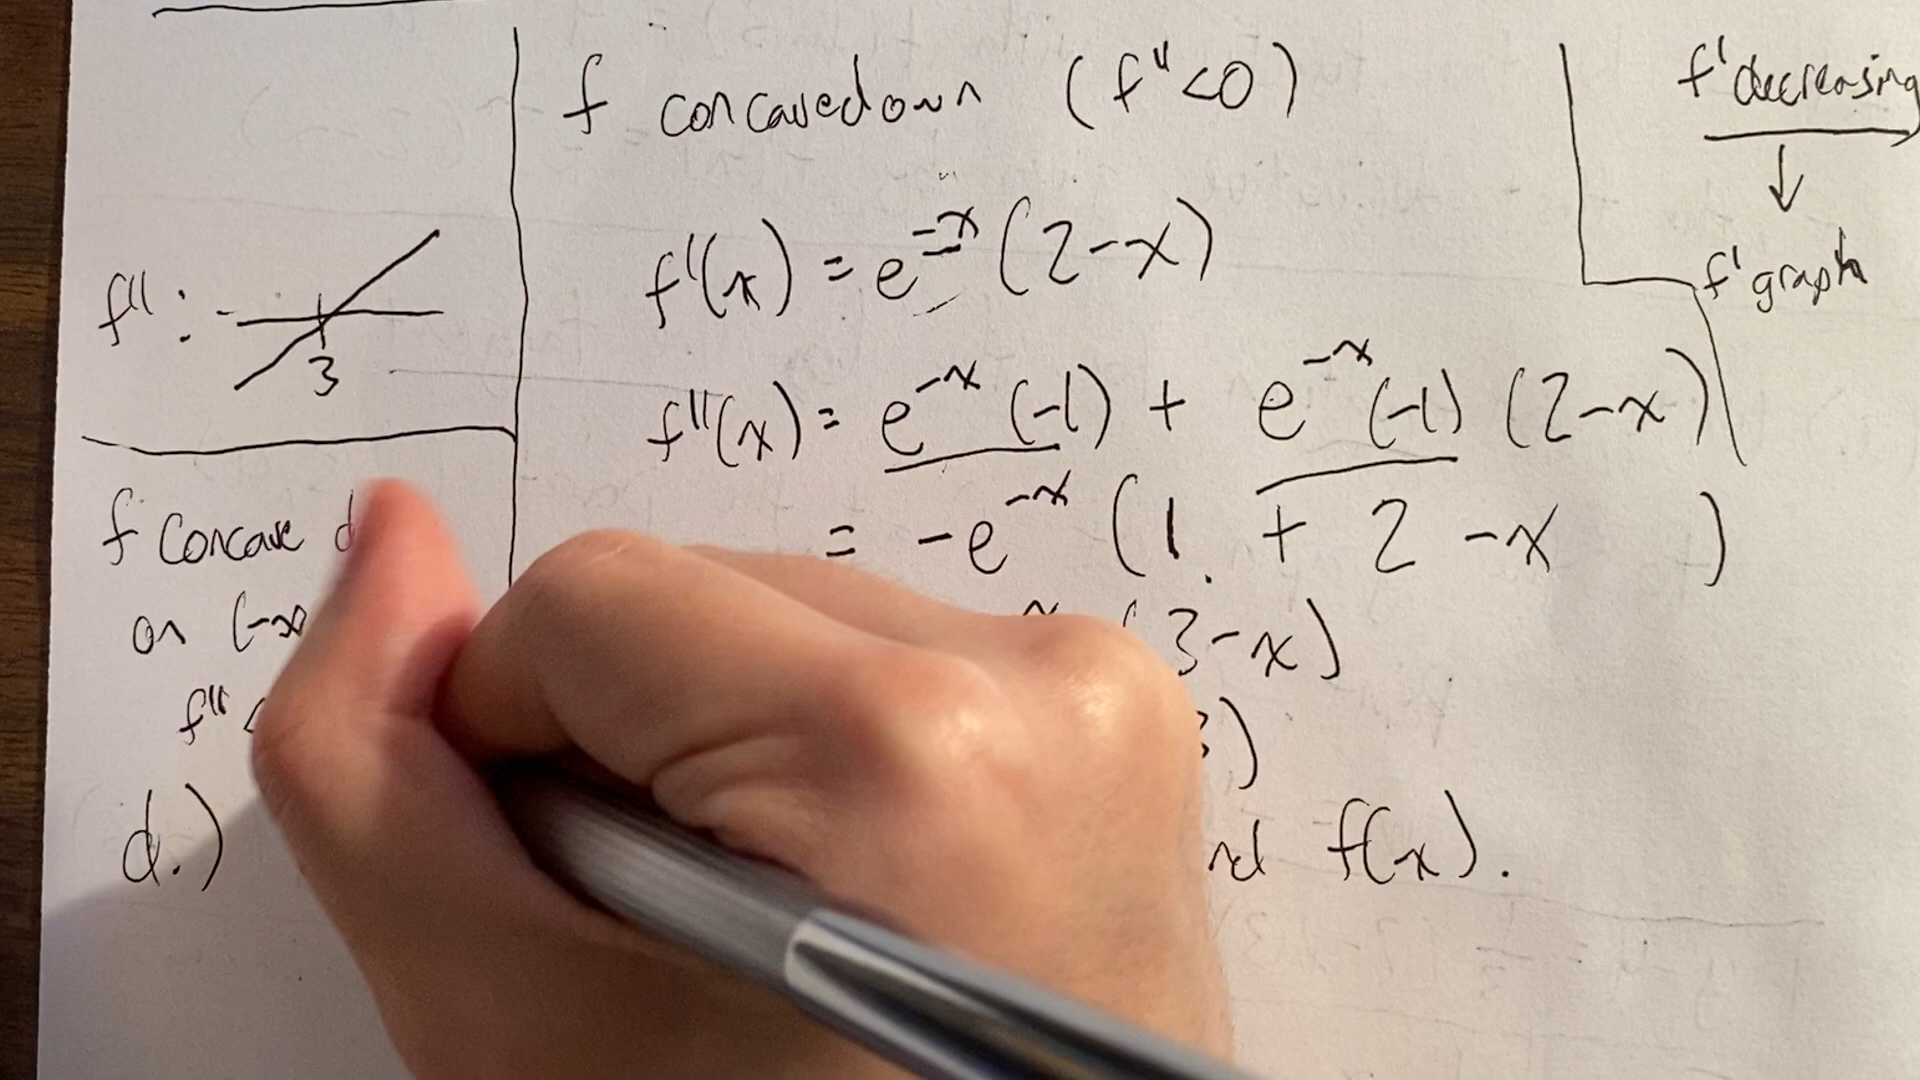 f concavedown (f"<0)
f'(x) = e^-x (2-x)
f''(x) = e^-x (-1) + e^-x (-1) (2-x)
= -e^-x (1 + 2 -x )
(3-x)
)
f(x).
f' decreasing
↓
f' graph
f'' :
3
f concave
on (-∞
f'' <
d.)